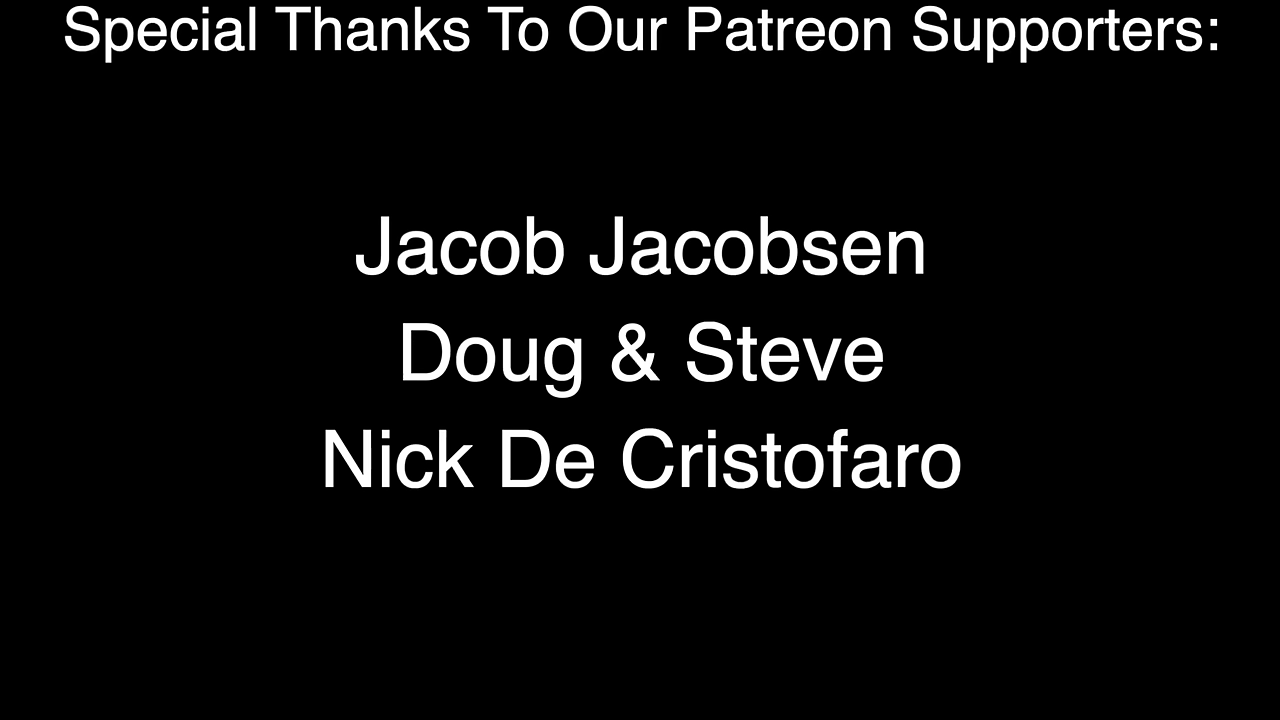 Special Thanks To Our Patreon Supporters:
Jacob Jacobsen
Doug & Steve
Nick De Cristofaro